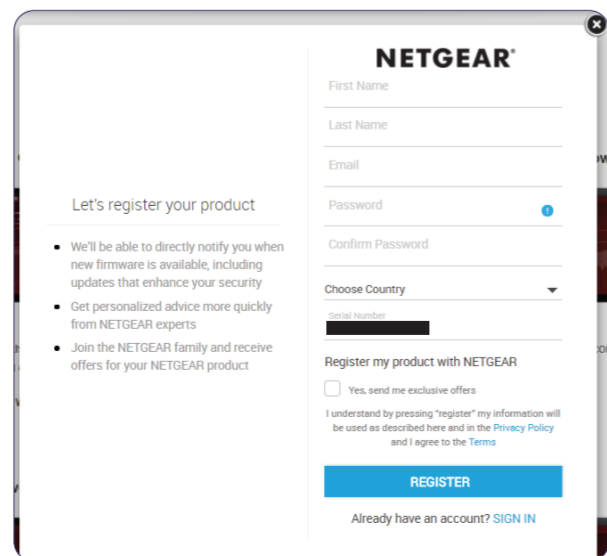 Let's register your product
We'll be able to directly notify you when
new firmware is available, including
updates that enhance your security
Get personalized advice more quickly
from NETGEAR experts
Join the NETGEAR family and receive
offers for your NETGEAR product
NETGEAR®
First Name
Last Name
Email
Password
Confirm Password
Choose Country
Serial Number
Register my product with NETGEAR
Yes, send me exclusive offers
I understand by pressing "register" my information will
be used as described here and in the Privacy Policy
and I agree to the Terms
REGISTER
Already have an account? SIGN IN